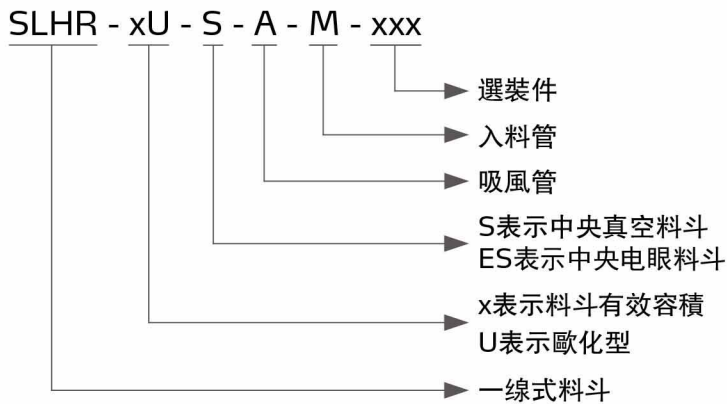 SLHR - xU - S - A - M - xxx
選裝件
入料管
吸風管
S表示中央真空料斗
ES表示中央电眼料斗
x表示料斗有效容積
U表示歐化型
一线式料斗